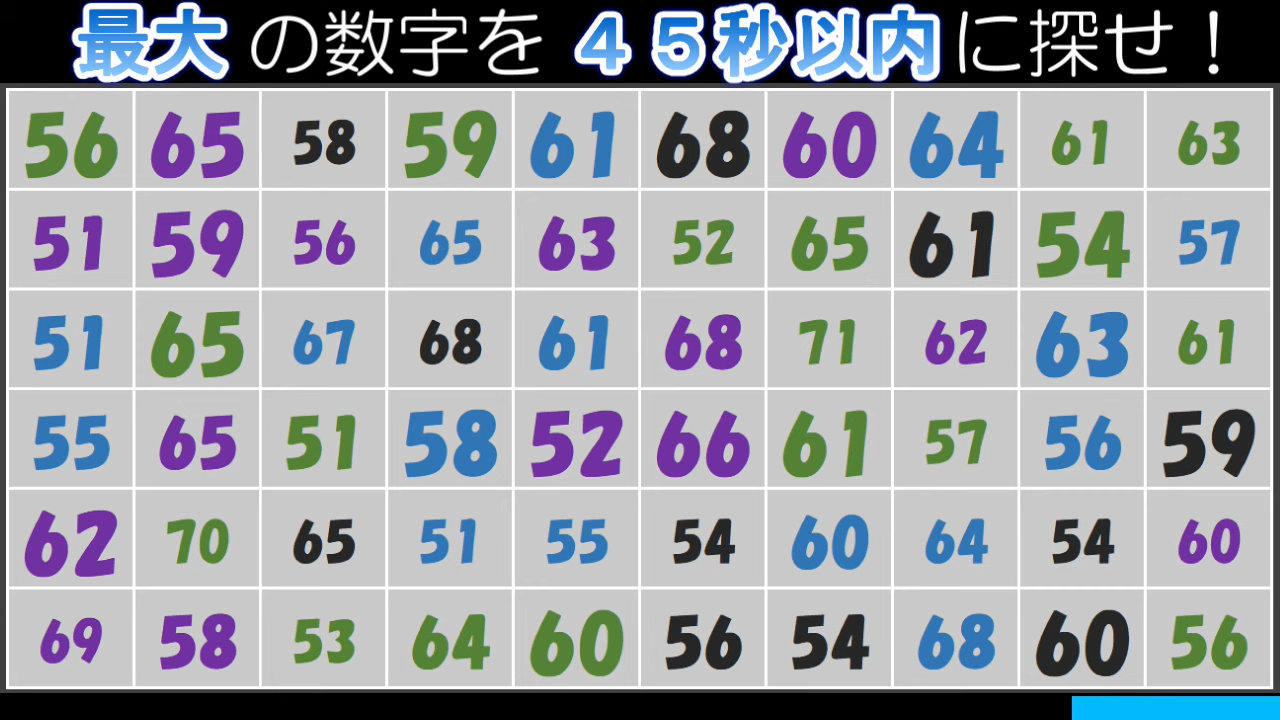 最大の数字を４５秒以内に探せ！
56 65 58 59 61 68 60 64 61 63
51 59 56 65 63 52 65 61 54 57
51 65 67 68 61 68 71 62 63 61
55 65 51 58 52 66 61 57 56 59
62 70 65 51 55 54 60 64 54 60
69 58 53 64 60 56 54 68 60 56